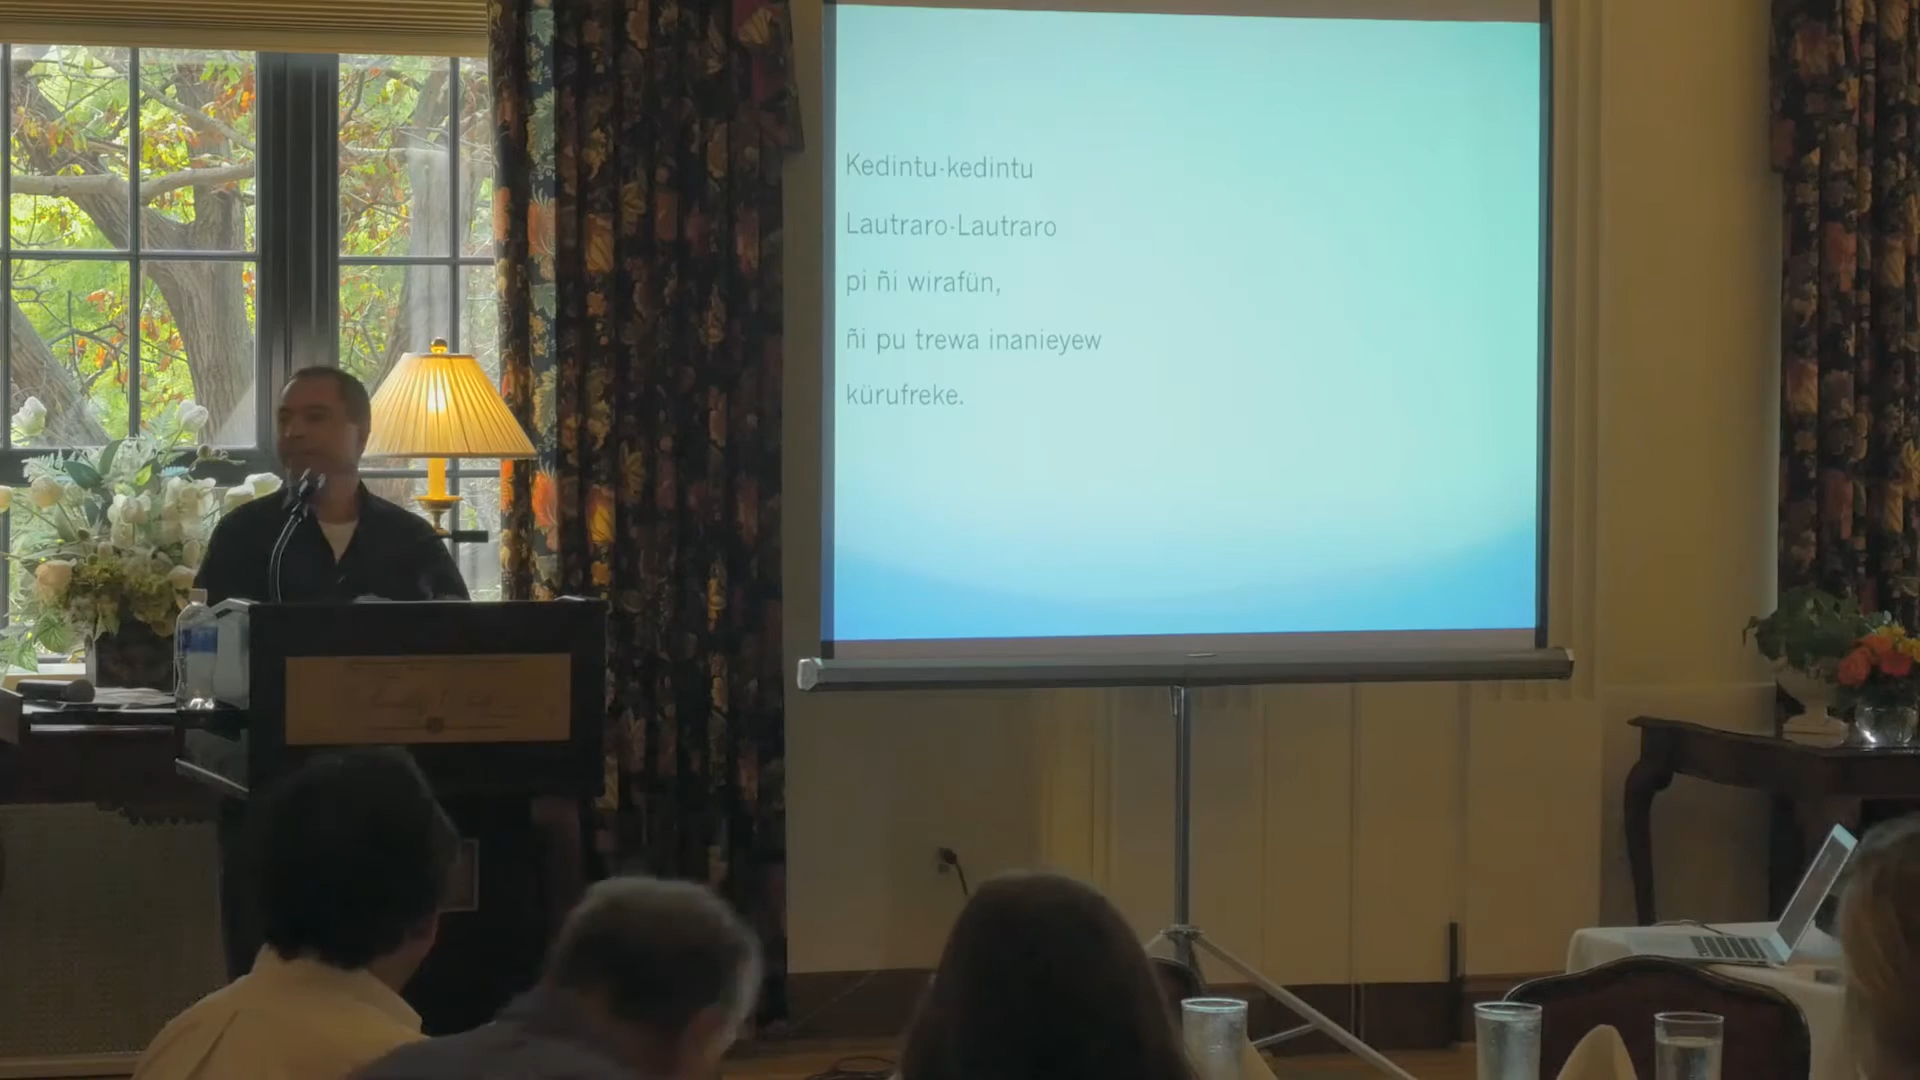 Kedintu-kedintu
Lautraro-Lautraro
pi ñi wirafün,
ñi pu trewa inanieyew
kürufreke.